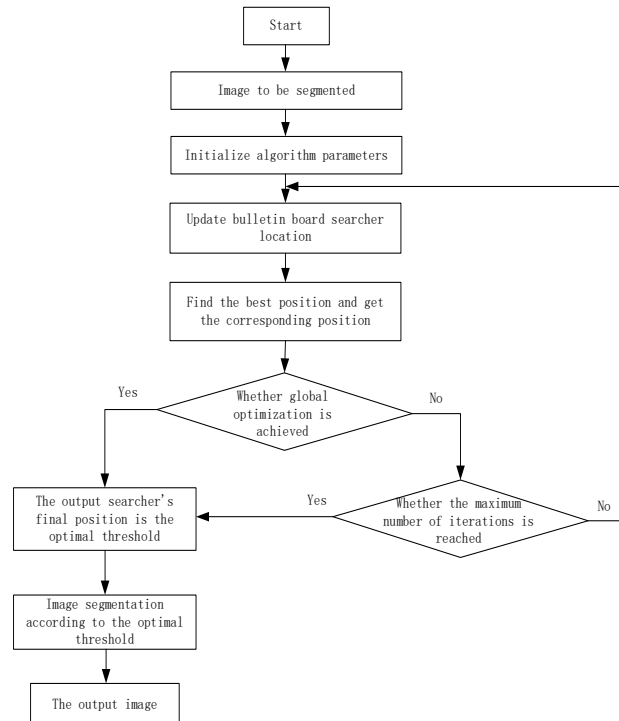 Start
Image to be segmented
Initialize algorithm parameters
Update bulletin board searcher
location
Find the best position and get
the corresponding position
Yes
Whether global
optimization is
achieved
No
The output searcher's
final position is the
optimal threshold
Yes
Whether the maximum
number of iterations is
reached
No
Image segmentation
according to the optimal
threshold
The output image